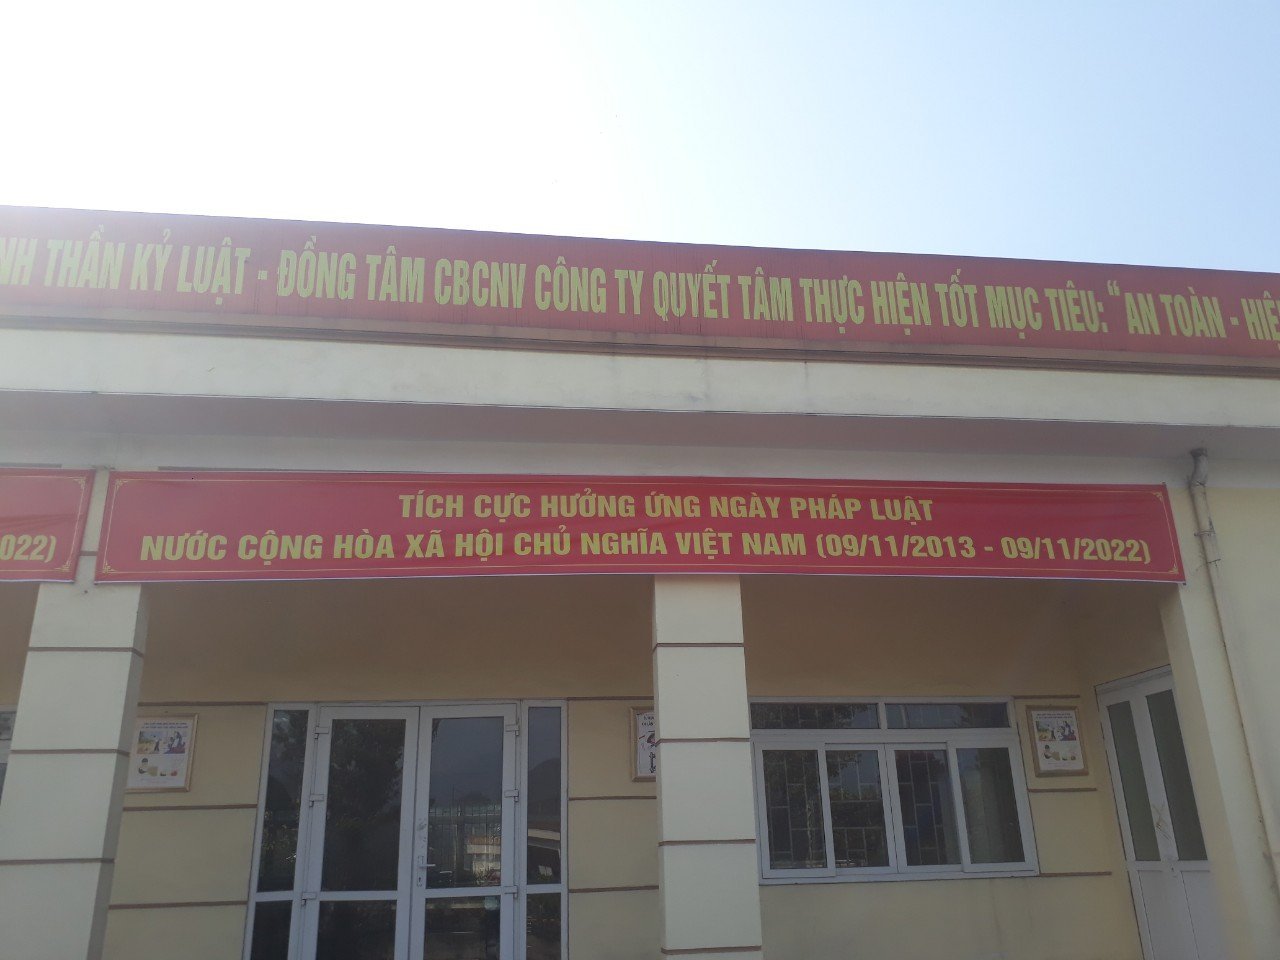 THẦN KỶ LUẬT - ĐỒNG TÂM CBCNV CÔNG TY QUYẾT TÂM THỰC HIỆN TỐT MỤC TIÊU: "AN TOÀN -
TÍCH CỰC HƯỞNG ỨNG NGÀY PHÁP LUẬT
NƯỚC CỘNG HÒA XÃ HỘI CHỦ NGHĨA VIỆT NAM (09/11/2013 - 09/11/2022)
2022)